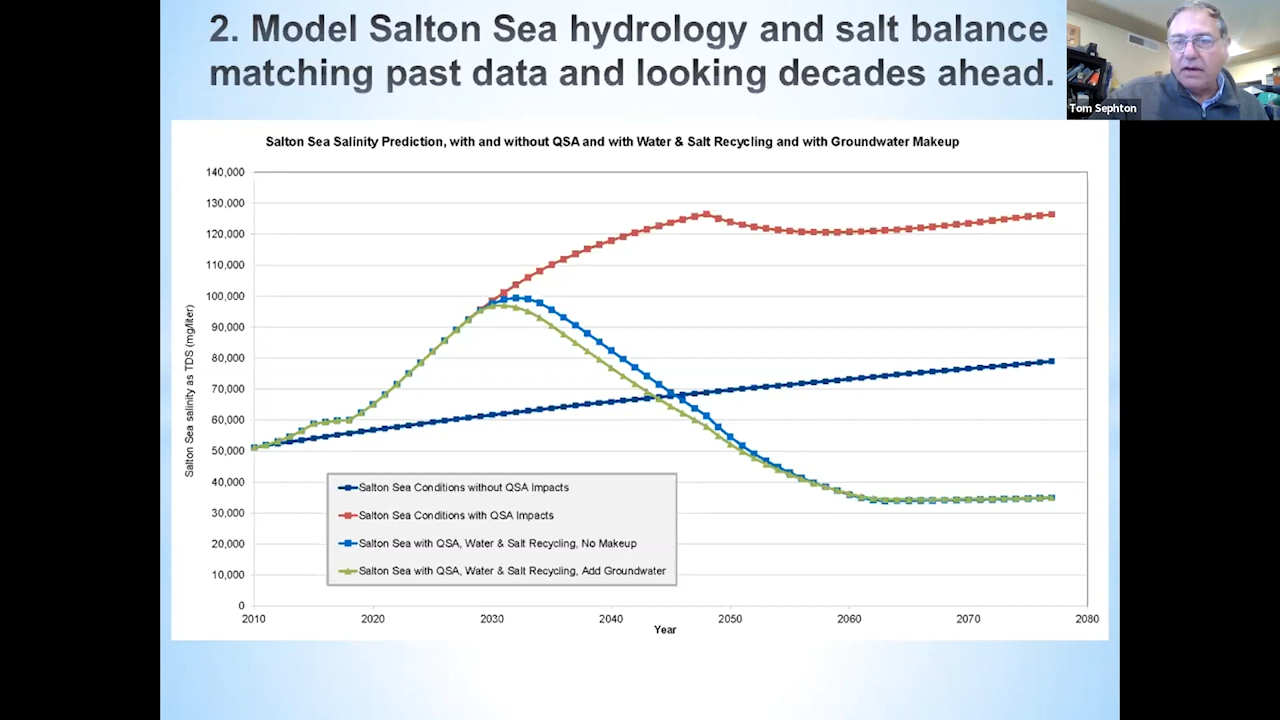 2. Model Salton Sea hydrology and salt balance
matching past data and looking decades ahead.
Tom Sephton
Salton Sea Salinity Prediction, with and without QSA and with Water & Salt Recycling and with Groundwater Makeup
140,000
130,000
120,000
110,000
100,000
90,000
80,000
70,000
60,000
50,000
40,000
30,000
20,000
10,000
0
Salton Sea salinity as TDS (mg/liter)
Salton Sea Conditions without QSA Impacts
Salton Sea Conditions with QSA Impacts
Salton Sea with QSA, Water & Salt Recycling, No Makeup
Salton Sea with QSA, Water & Salt Recycling, Add Groundwater
2010 2020 2030 2040 2050 2060 2070 2080
Year